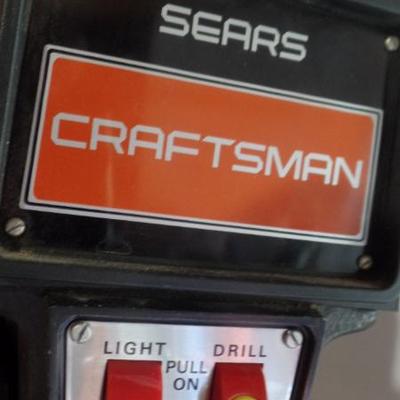 SEARS
CRAFTSMAN
LIGHT DRILL
PULL
ON